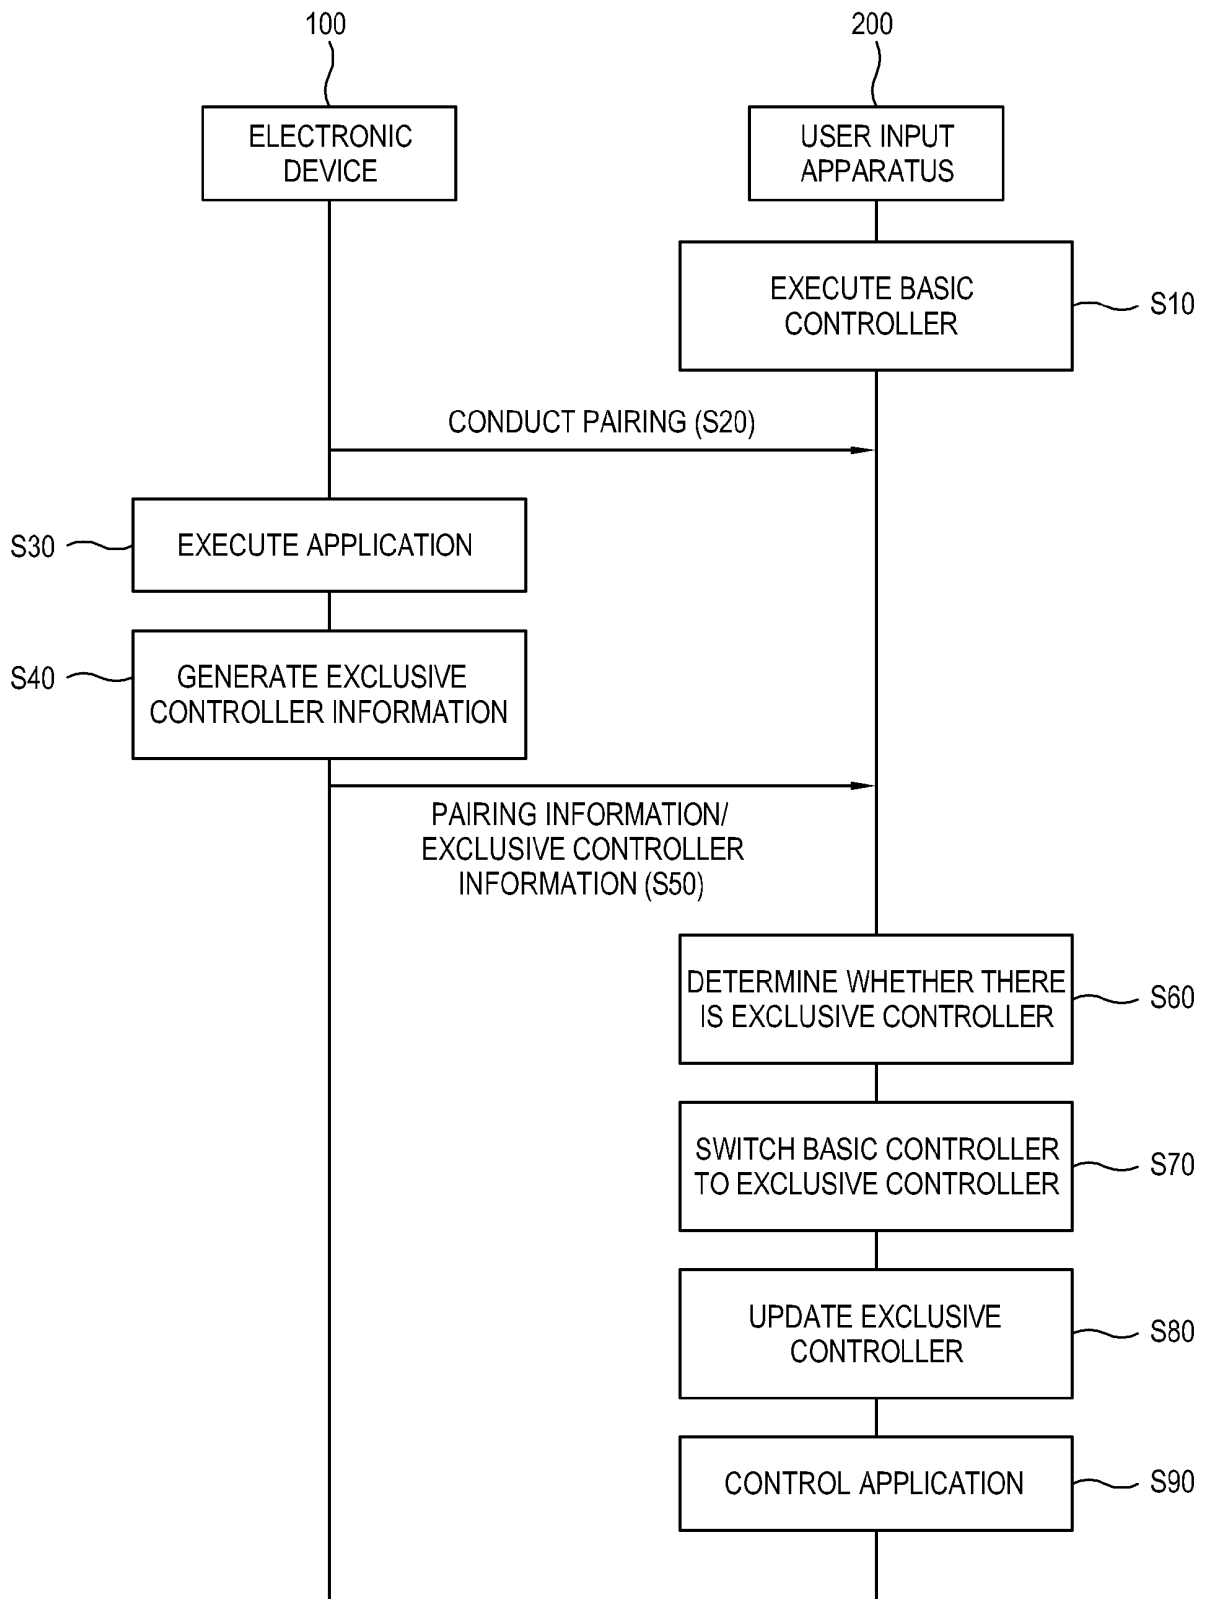 100
200
ELECTRONIC
DEVICE
USER INPUT
APPARATUS
EXECUTE BASIC
CONTROLLER
S10
CONDUCT PAIRING (S20)
S30
EXECUTE APPLICATION
S40
GENERATE EXCLUSIVE
CONTROLLER INFORMATION
PAIRING INFORMATION/
EXCLUSIVE CONTROLLER
INFORMATION (S50)
DETERMINE WHETHER THERE
IS EXCLUSIVE CONTROLLER
S60
SWITCH BASIC CONTROLLER
TO EXCLUSIVE CONTROLLER
S70
UPDATE EXCLUSIVE
CONTROLLER
S80
CONTROL APPLICATION
S90